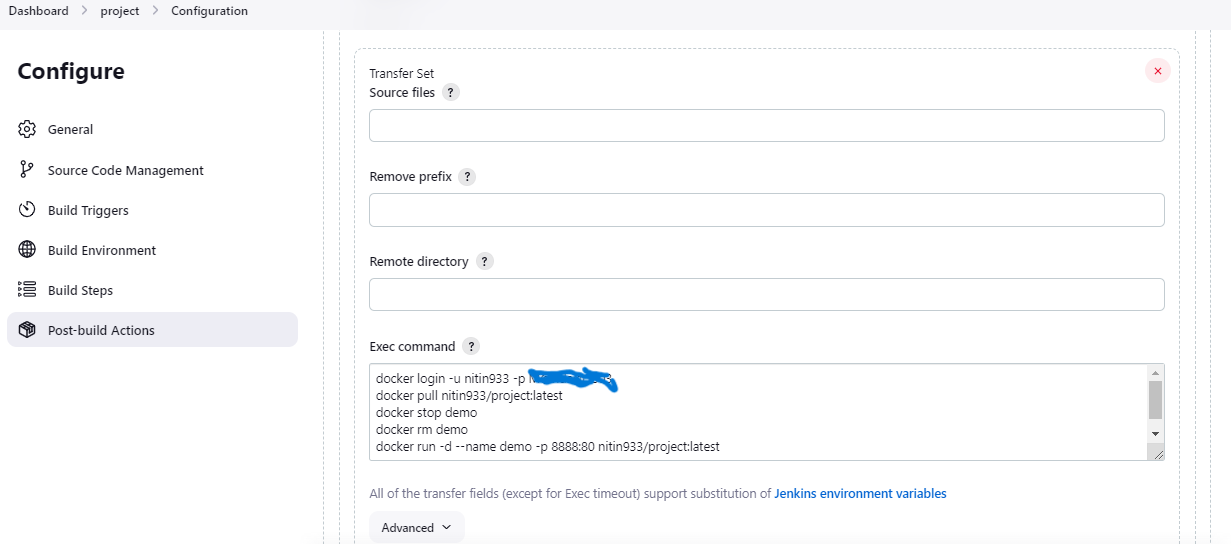 Dashboard > project > Configuration
Configure
General
Source Code Management
Build Triggers
Build Environment
Build Steps
Post-build Actions
Transfer Set
Source files ?
Remove prefix ?
Remote directory ?
Exec command ?
docker login -u nitin933 -p
docker pull nitin933/project:latest
docker stop demo
docker rm demo
docker run -d --name demo -p 8888:80 nitin933/project:latest
All of the transfer fields (except for Exec timeout) support substitution of Jenkins environment variables
Advanced